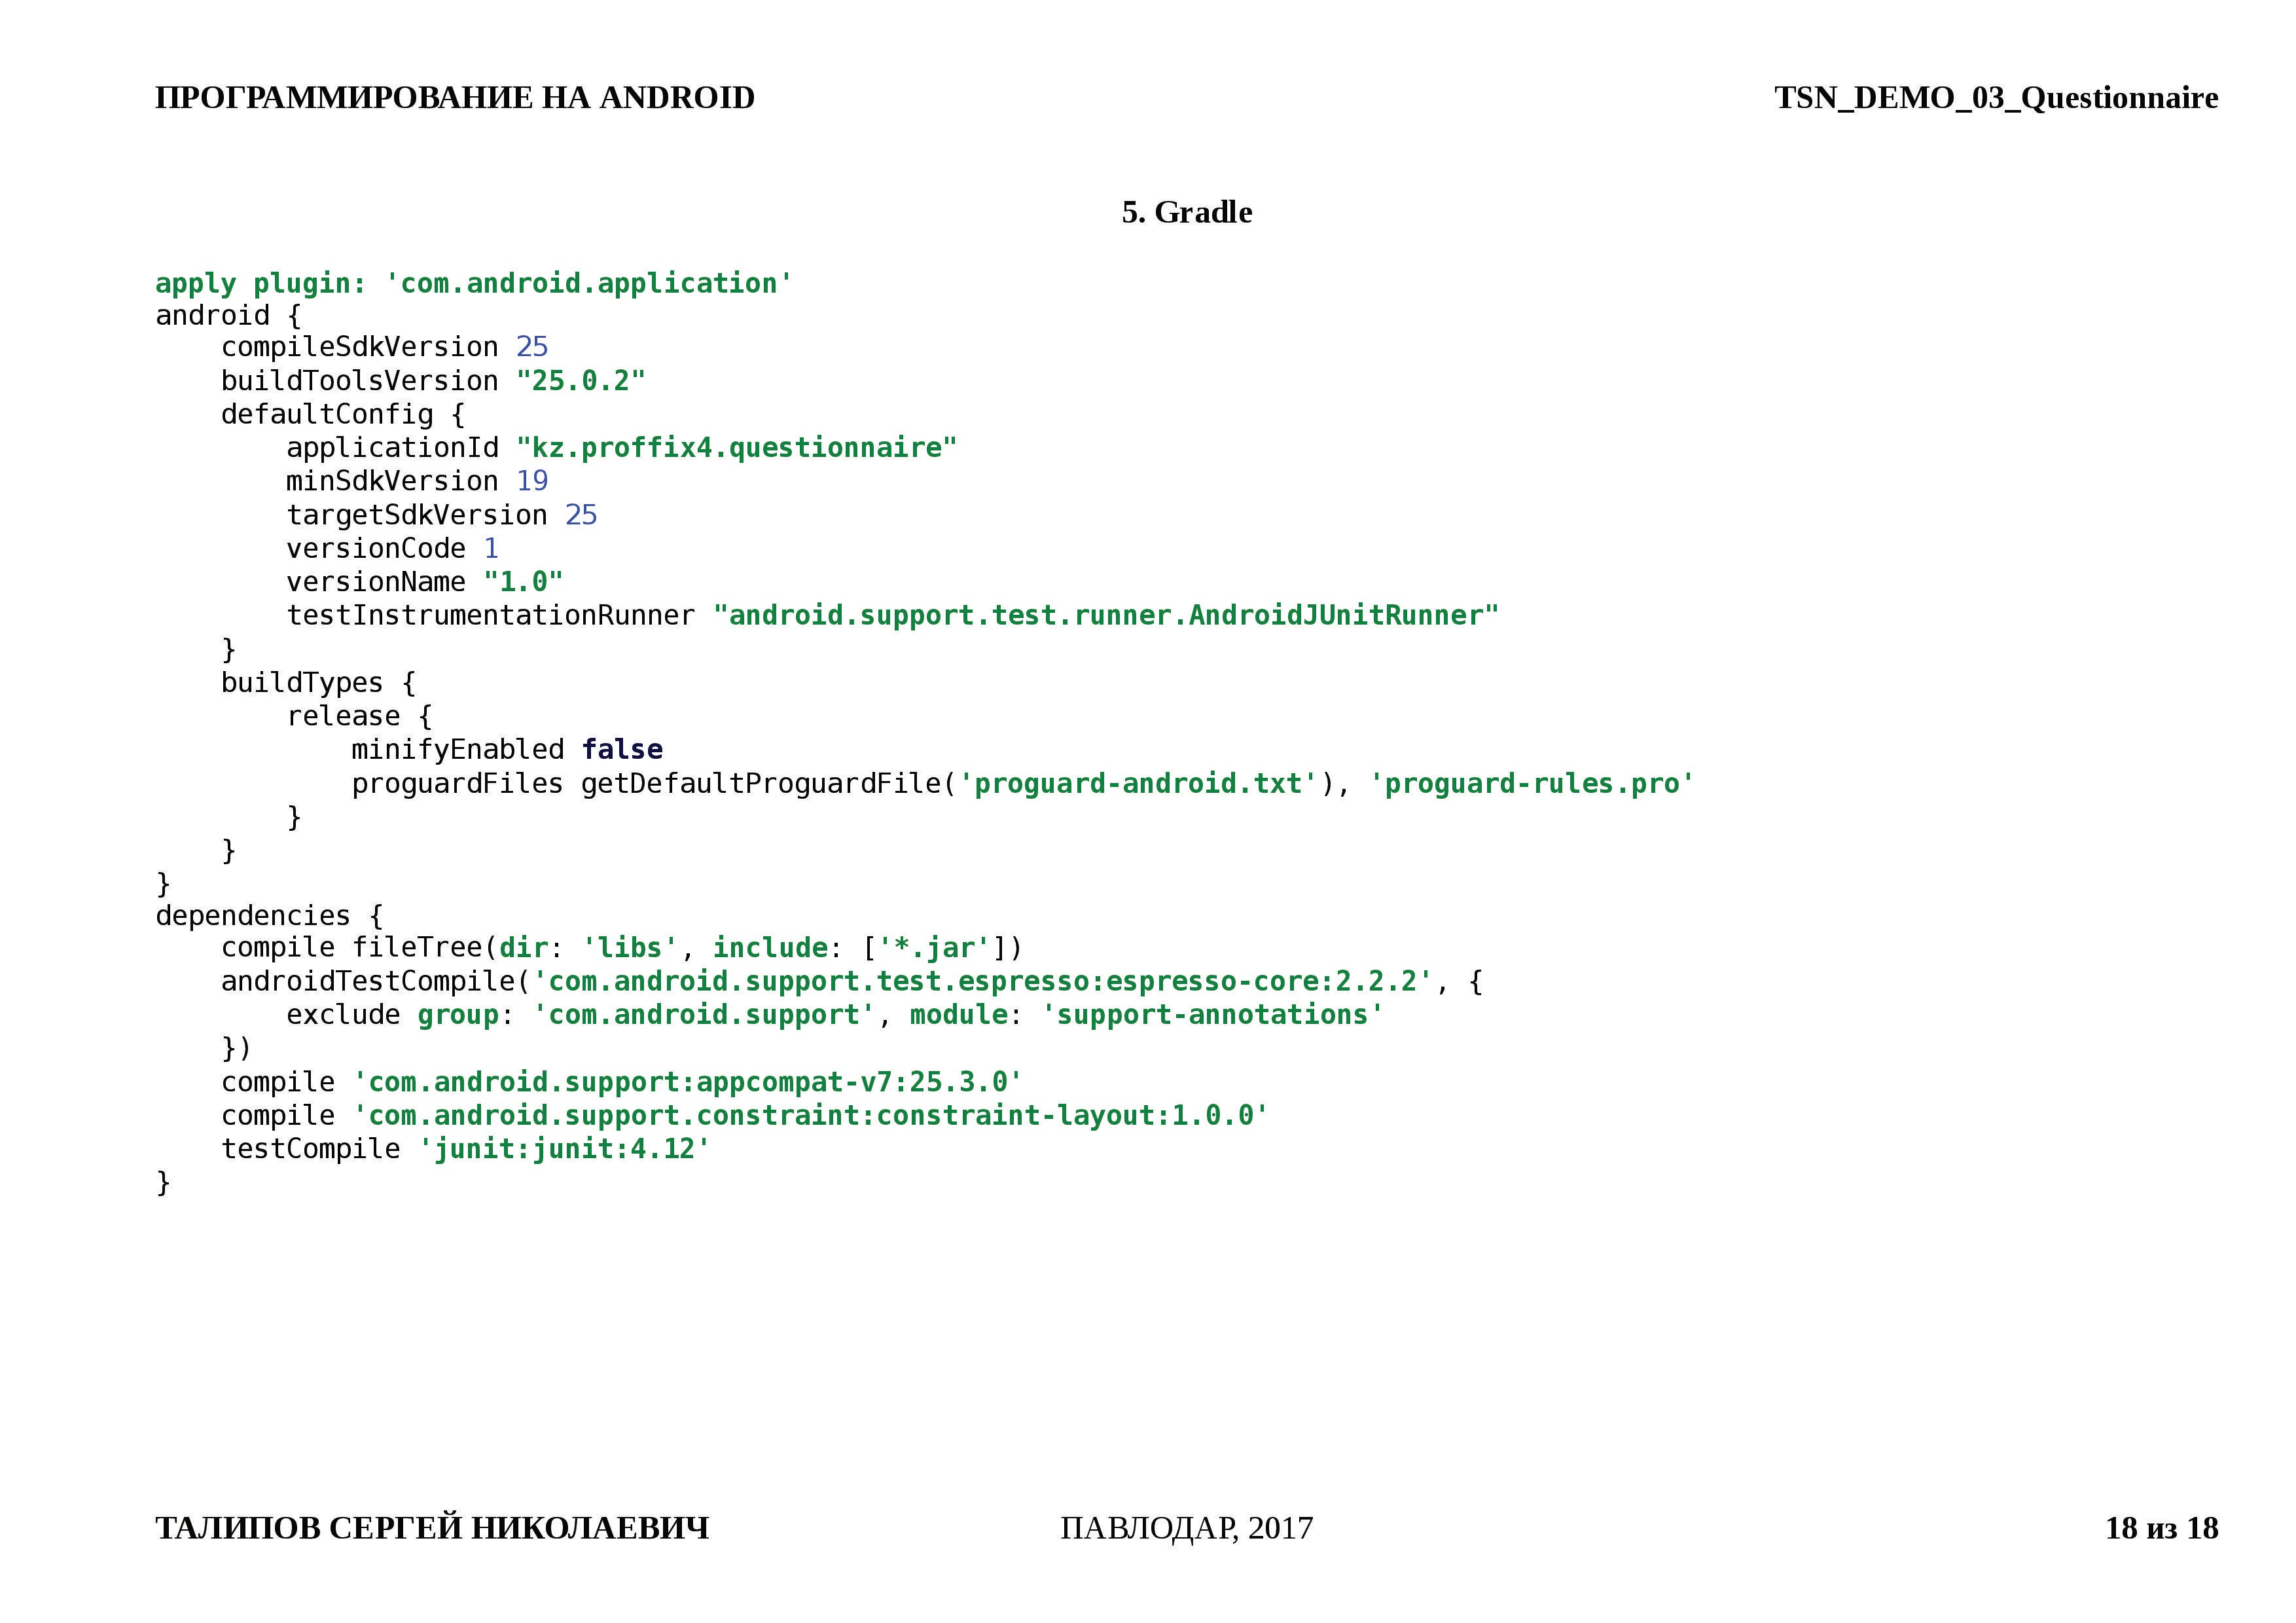 ПРОГРАММИРОВАНИЕ НА ANDROID TSN_DEMO_03_Questionnaire
5. Gradle
apply plugin: 'com.android.application'
android {
    compileSdkVersion 25
    buildToolsVersion "25.0.2"
    defaultConfig {
        applicationId "kz.proffix4.questionnaire"
        minSdkVersion 19
        targetSdkVersion 25
        versionCode 1
        versionName "1.0"
        testInstrumentationRunner "android.support.test.runner.AndroidJUnitRunner"
    }
    buildTypes {
        release {
            minifyEnabled false
            proguardFiles getDefaultProguardFile('proguard-android.txt'), 'proguard-rules.pro'
        }
    }
}
dependencies {
    compile fileTree(dir: 'libs', include: ['*.jar'])
    androidTestCompile('com.android.support.test.espresso:espresso-core:2.2.2', {
        exclude group: 'com.android.support', module: 'support-annotations'
    })
    compile 'com.android.support:appcompat-v7:25.3.0'
    compile 'com.android.support.constraint:constraint-layout:1.0.0'
    testCompile 'junit:junit:4.12'
}
ТАЛИПОВ СЕРГЕЙ НИКОЛАЕВИЧ ПАВЛОДАР, 2017 18 из 18